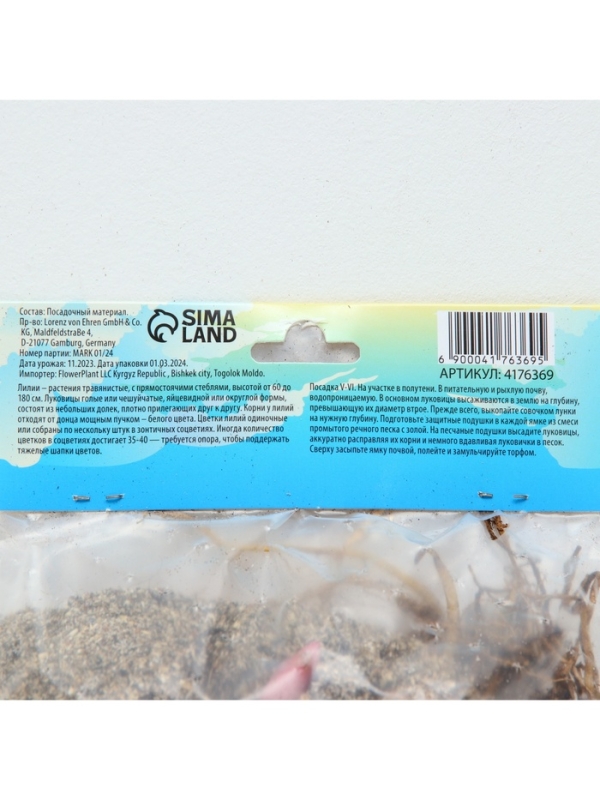 Состав: Посадочный материал.
Пр-во: Lorenz von Ehren GmbH & Co.
KG, Maldfeldstraße 4,
D-21077 Gamburg, Germany
Номер партии: MARK 01/24
Дата урожая: 11.2023. Дата упаковки 01.03.2024.
Импортер: FlowerPlant LLC Kyrgyz Republic , Bishkek city, Togolok Moldo.
SIMA
LAND
6 900041 763695
АРТИКУЛ: 4176369
Лилии – растения травянистые, с прямостоячими стеблями, высотой от 60 до
180 см. Луковицы голые или чешуйчатые, яйцевидной или округлой формы,
состоят из небольших долек, плотно прилегающих друг к другу. Корни у лилий
отходят от донца мощным пучком – белого цвета. Цветки лилий одиночные
или собраны по нескольку штук в зонтичных соцветиях. Иногда количество
цветков в соцветиях достигает 35-40 — требуется опора, чтобы поддержать
тяжелые шапки цветов.
Посадка V-VI. На участке в полутени. В питательную и рыхлую почву,
водопроницаемую. В основном луковицы высаживаются в землю на глубину,
превышающую их диаметр втрое. Прежде всего, выкопайте совочком лунки
на нужную глубину. Подготовьте защитные подушки в каждой ямке из смеси
промытого речного песка с золой. На песчаные подушки высадите луковицы,
аккуратно расправляя их корни и немного вдавливая луковички в песок.
Сверху засыпьте ямку почвой, полейте и замульчируйте торфом.